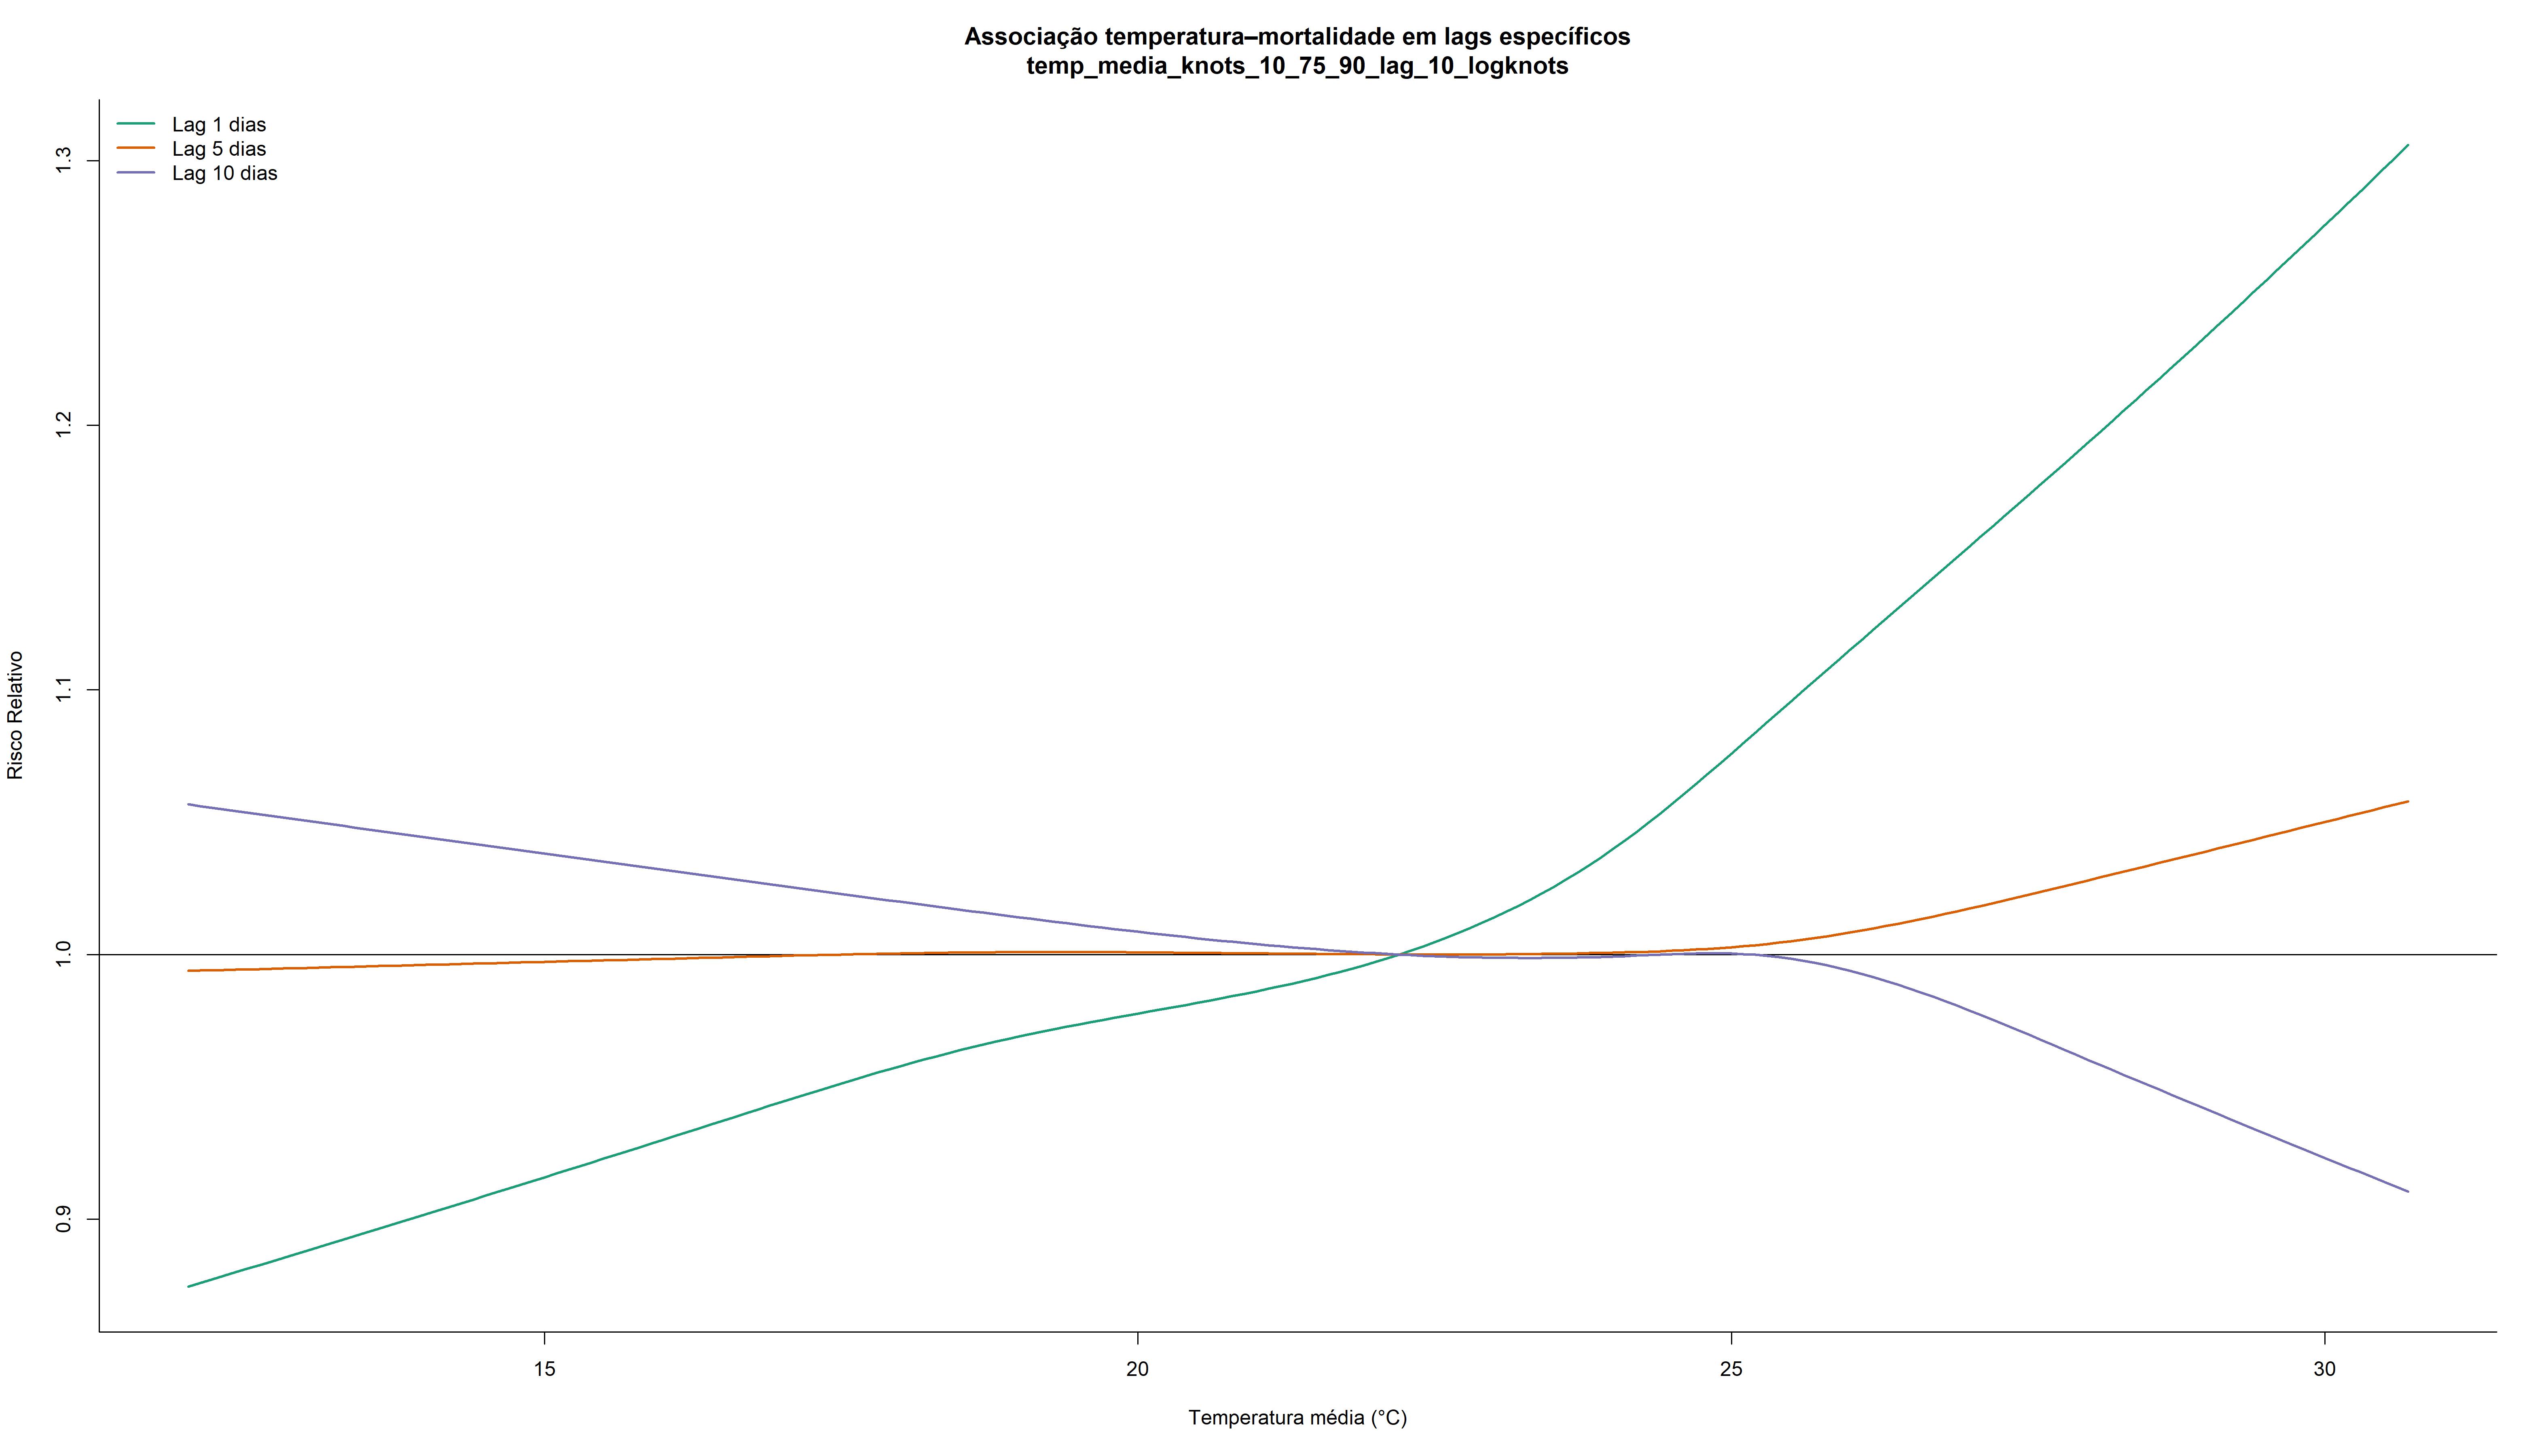 Associação temperatura–mortalidade em lags específicos
temp_media_knots_10_75_90_lag_10_logknots
Lag 1 dias
Lag 5 dias
Lag 10 dias
1.3
1.2
1.1
1.0
0.9
Risco Relativo
15
20
25
30
Temperatura média (°C)